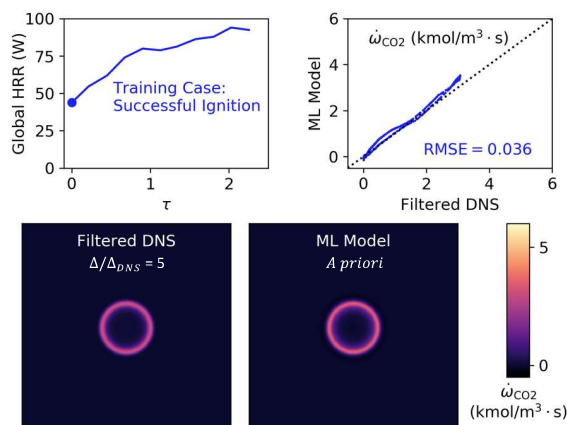 100
75
50
25
0
Global HRR (W)
Training Case:
Successful Ignition
0
1
2
τ
ω̇CO2 (kmol/m³ · s)
ML Model
4
2
0
RMSE = 0.036
0
2
4
6
Filtered DNS
Filtered DNS
Δ/ΔDNS = 5
ML Model
A priori
5
0
ω̇CO2
(kmol/m³ · s)